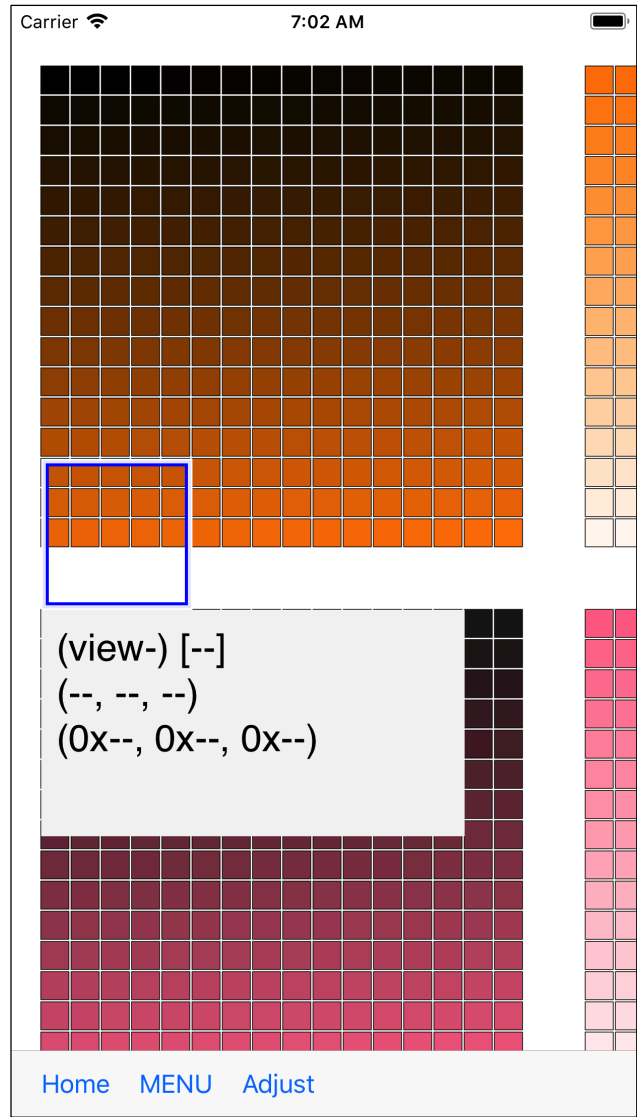 Carrier 7:02 AM
(view-) [--]
(--, --, --)
(0x--, 0x--, 0x--)
Home MENU Adjust